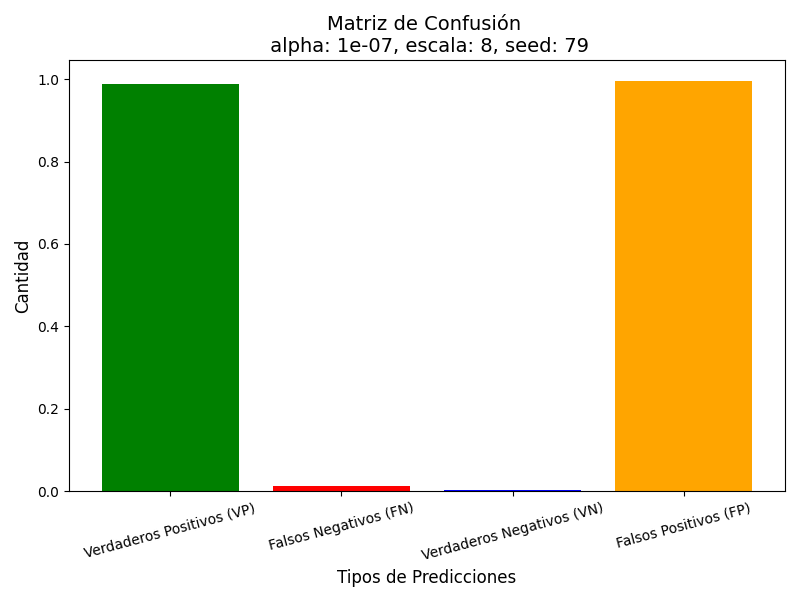 Matriz de Confusión
alpha: 1e-07, escala: 8, seed: 79
Cantidad
1.0
0.8
0.6
0.4
0.2
0.0
Verdaderos Positivos (VP)
Falsos Negativos (FN)
Verdaderos Negativos (VN)
Falsos Positivos (FP)
Tipos de Predicciones